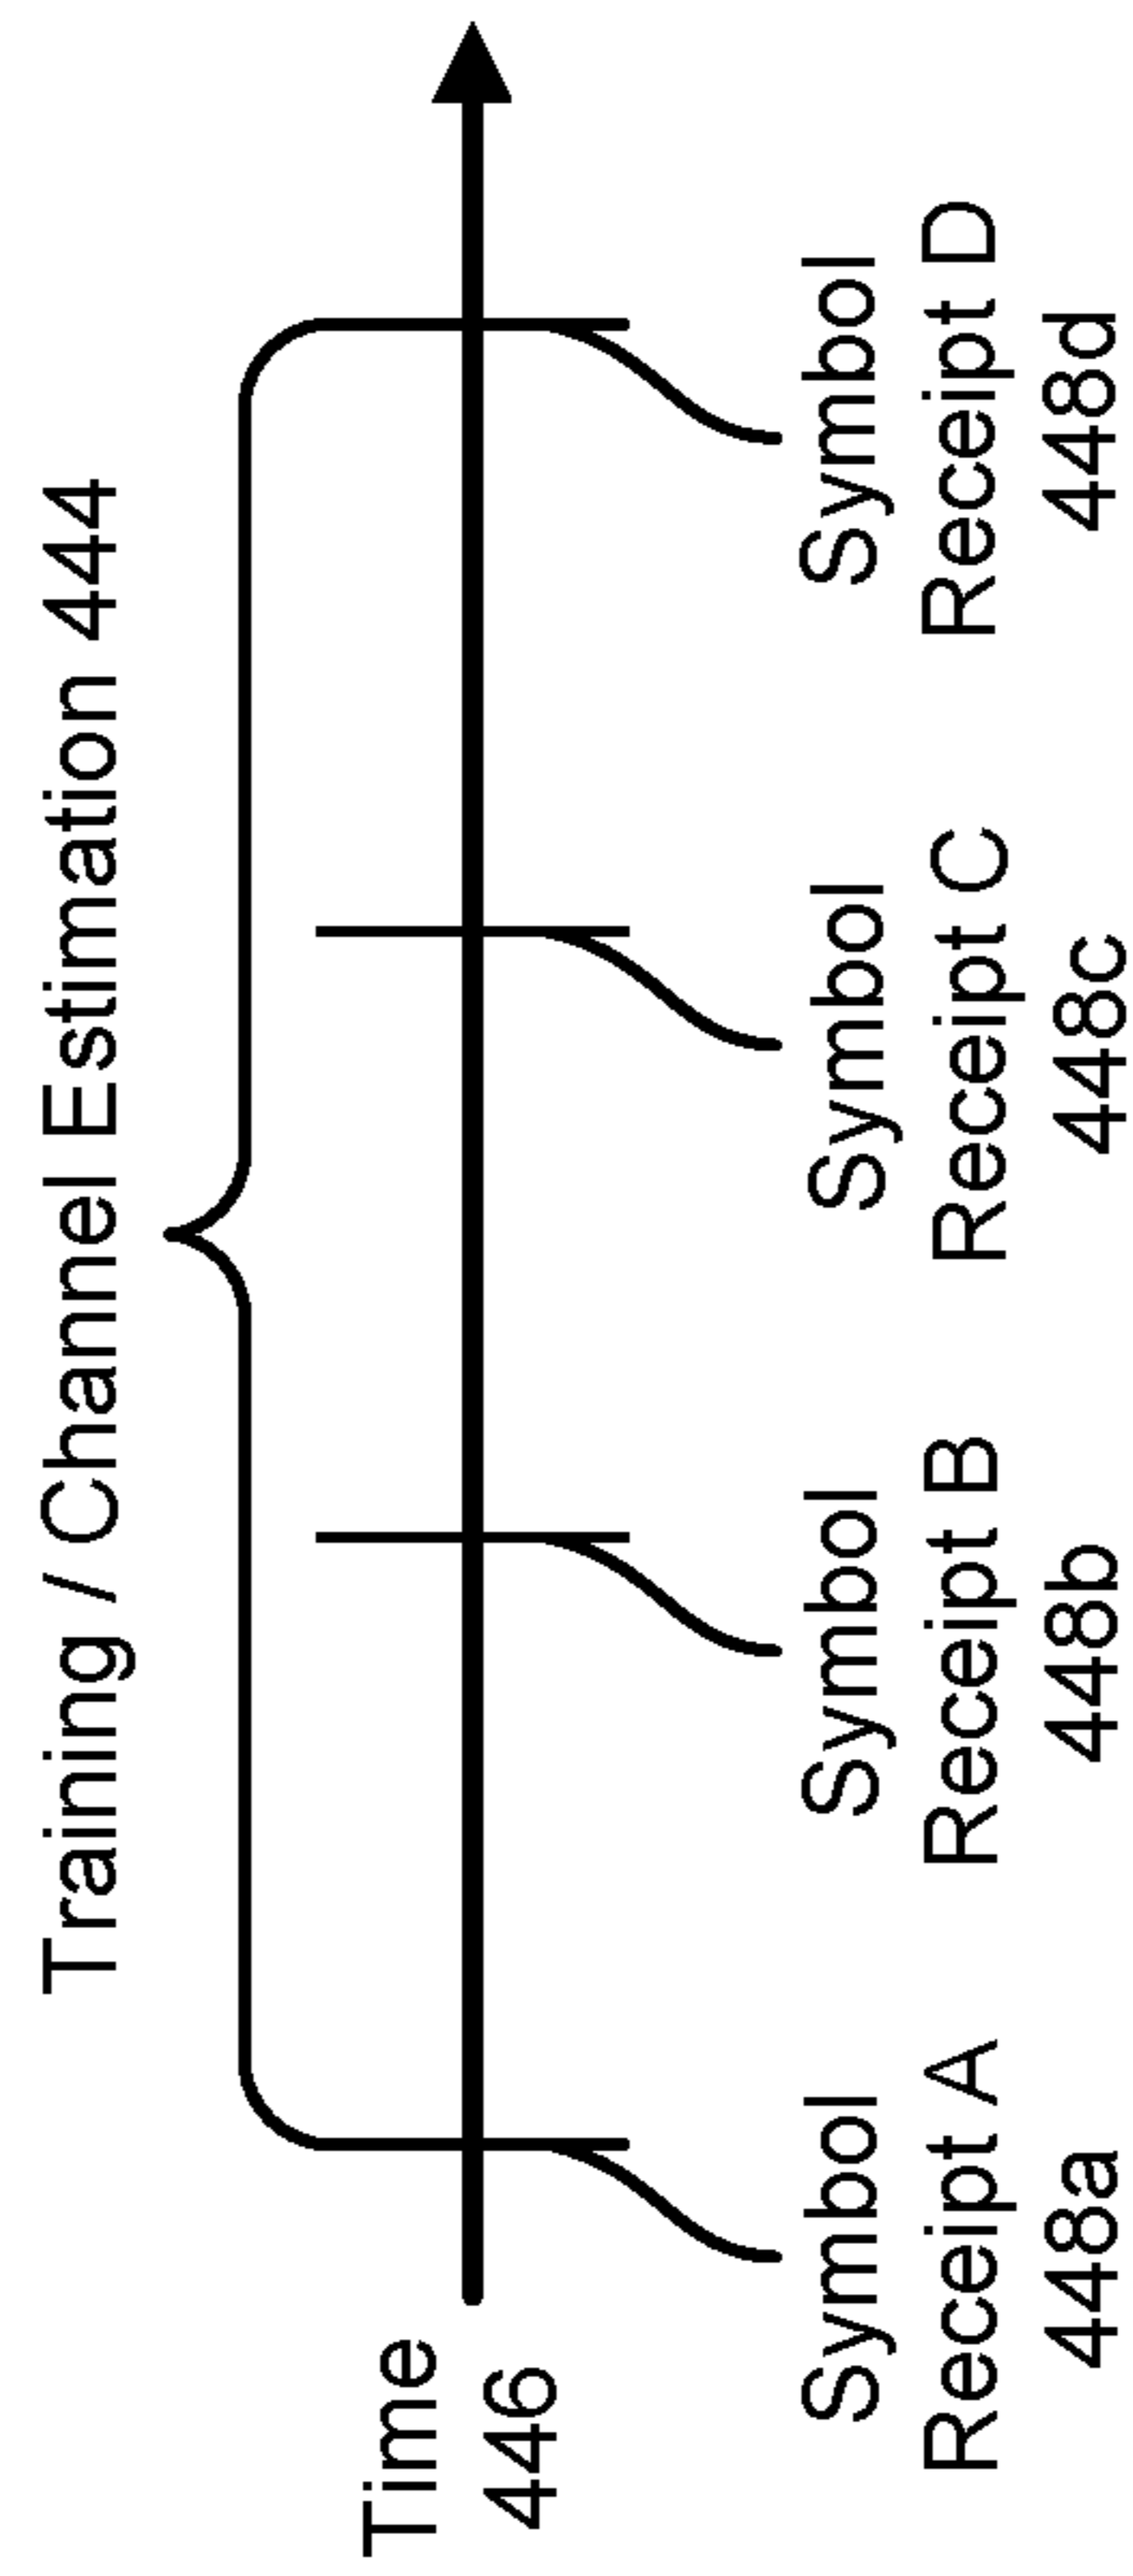 Training / Channel Estimation 444
Time
446
Symbol
Receipt A
448a
Symbol
Receipt B
448b
Symbol
Receipt C
448c
Symbol
Receipt D
448d